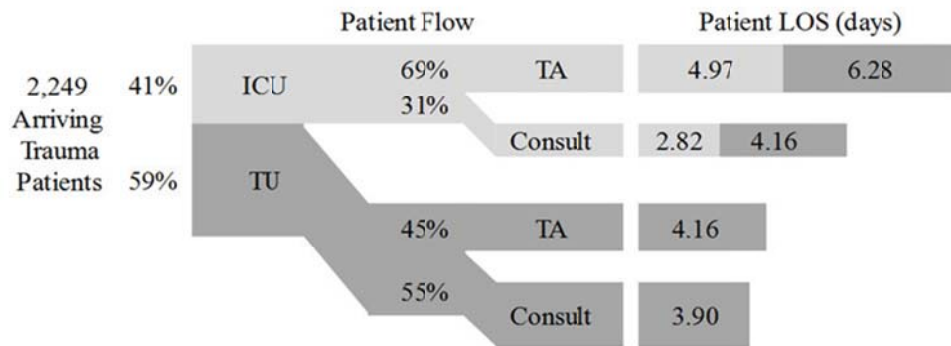 Patient Flow
Patient LOS (days)
2,249
Arriving
Trauma
Patients
41%
ICU
69%
TA
4.97
6.28
31%
Consult
2.82
4.16
59%
TU
45%
TA
4.16
55%
Consult
3.90